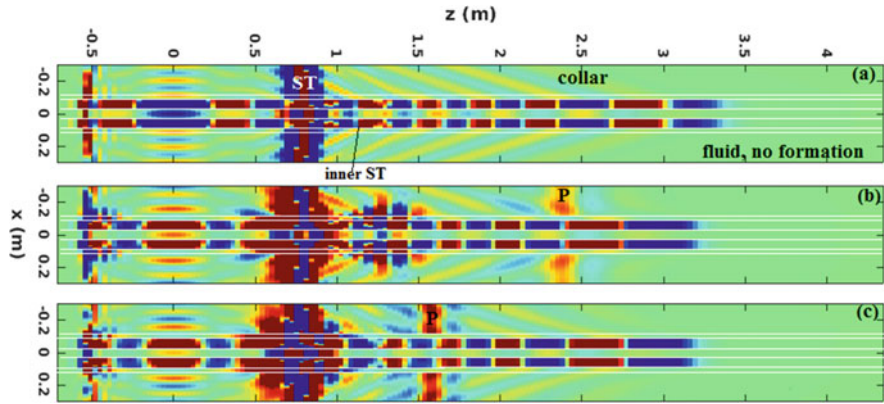 z (m)
-0.5 0 0.5 1 1.5 2 2.5 3 3.5 4
-0.2 0 0.2
ST
collar
(a)
inner ST
fluid, no formation
x (m)
-0.2 0 0.2
P
(b)
-0.2 0 0.2
P
(c)